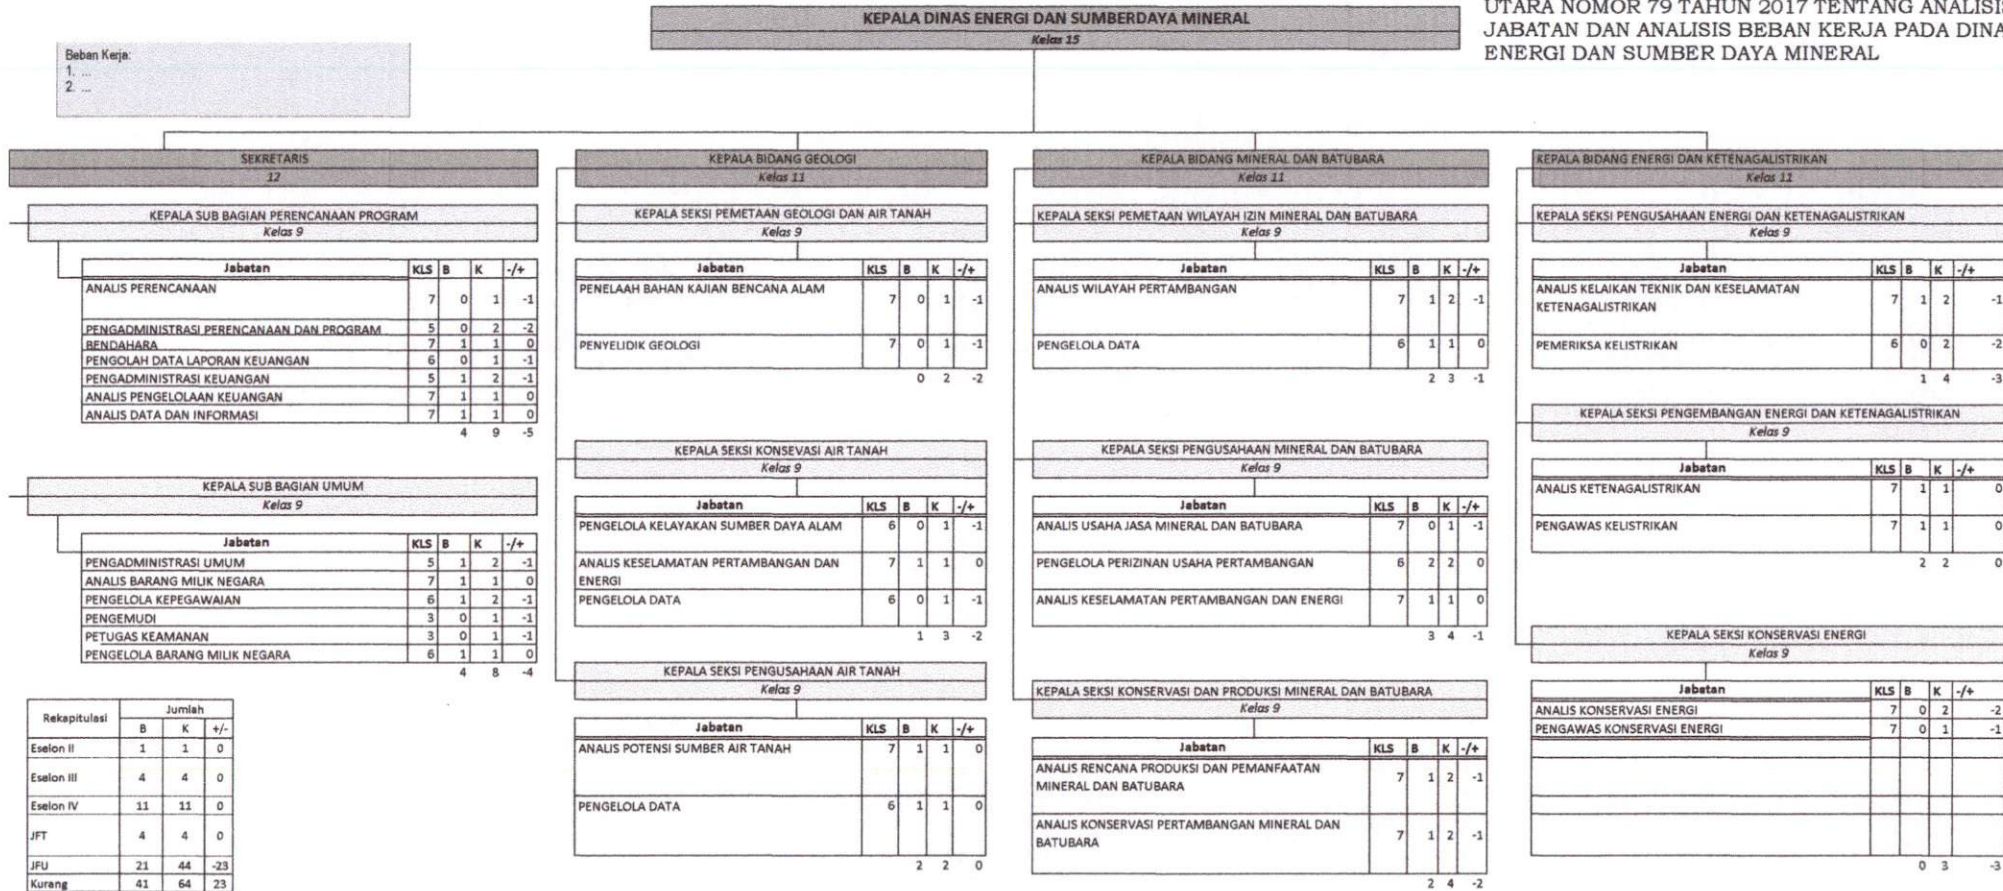 UTARA NOMOR 79 TAHUN 2017 TENTANG ANALISIS
JABATAN DAN ANALISIS BEBAN KERJA PADA DINA
ENERGI DAN SUMBER DAYA MINERAL
KEPALA DINAS ENERGI DAN SUMBERDAYA MINERAL
Kelas 15
Beban Kerja:
1. ...
2. ...
SEKRETARIS
12
KEPALA SUB BAGIAN PERENCANAAN PROGRAM
Kelas 9
Jabatan KLS B K -/+
ANALIS PERENCANAAN 7 0 1 -1
PENGADMINISTRASI PERENCANAAN DAN PROGRAM 5 0 2 -2
BENDAHARA 7 1 1 0
PENGOLAH DATA LAPORAN KEUANGAN 6 0 1 -1
PENGADMINISTRASI KEUANGAN 5 1 2 -1
ANALIS PENGELOLAAN KEUANGAN 7 1 1 0
ANALIS DATA DAN INFORMASI 7 1 1 0
4 9 -5
KEPALA SUB BAGIAN UMUM
Kelas 9
Jabatan KLS B K -/+
PENGADMINISTRASI UMUM 5 1 2 -1
ANALIS BARANG MILIK NEGARA 7 1 1 0
PENGELOLA KEPEGAWAIAN 6 1 2 -1
PENGEMUDI 3 0 1 -1
PETUGAS KEAMANAN 3 0 1 -1
PENGELOLA BARANG MILIK NEGARA 6 1 1 0
4 8 -4
Rekapitulasi Jumlah
B K +/-
Eselon II 1 1 0
Eselon III 4 4 0
Eselon IV 11 11 0
JFT 4 4 0
JFU 21 44 -23
Kurang 41 64 23
KEPALA BIDANG GEOLOGI
Kelas 11
KEPALA SEKSI PEMETAAN GEOLOGI DAN AIR TANAH
Kelas 9
Jabatan KLS B K -/+
PENELAAH BAHAN KAJIAN BENCANA ALAM 7 0 1 -1
PENYELIDIK GEOLOGI 7 0 1 -1
0 2 -2
KEPALA SEKSI KONSEVASI AIR TANAH
Kelas 9
Jabatan KLS B K -/+
PENGELOLA KELAYAKAN SUMBER DAYA ALAM 6 0 1 -1
ANALIS KESELAMATAN PERTAMBANGAN DAN 7 1 1 0
ENERGI
PENGELOLA DATA 6 0 1 -1
1 3 -2
KEPALA SEKSI PENGUSAHAAN AIR TANAH
Kelas 9
Jabatan KLS B K -/+
ANALIS POTENSI SUMBER AIR TANAH 7 1 1 0
PENGELOLA DATA 6 1 1 0
2 2 0
KEPALA BIDANG MINERAL DAN BATUBARA
Kelas 11
KEPALA SEKSI PEMETAAN WILAYAH IZIN MINERAL DAN BATUBARA
Kelas 9
Jabatan KLS B K -/+
ANALIS WILAYAH PERTAMBANGAN 7 1 2 -1
PENGELOLA DATA 6 1 1 0
2 3 -1
KEPALA SEKSI PENGUSAHAAN MINERAL DAN BATUBARA
Kelas 9
Jabatan KLS B K -/+
ANALIS USAHA JASA MINERAL DAN BATUBARA 7 0 1 -1
PENGELOLA PERIZINAN USAHA PERTAMBANGAN 6 2 2 0
ANALIS KESELAMATAN PERTAMBANGAN DAN ENERGI 7 1 1 0
3 4 -1
KEPALA SEKSI KONSERVASI DAN PRODUKSI MINERAL DAN BATUBARA
Kelas 9
Jabatan KLS B K -/+
ANALIS RENCANA PRODUKSI DAN PEMANFAATAN 7 1 2 -1
MINERAL DAN BATUBARA
ANALIS KONSERVASI PERTAMBANGAN MINERAL DAN 7 1 2 -1
BATUBARA
2 4 -2
KEPALA BIDANG ENERGI DAN KETENAGALISTRIKAN
Kelas 11
KEPALA SEKSI PENGUSAHAAN ENERGI DAN KETENAGALISTRIKAN
Kelas 9
Jabatan KLS B K -/+
ANALIS KELAIKAN TEKNIK DAN KESELAMATAN 7 1 2 -1
KETENAGALISTRIKAN
PEMERIKSA KELISTRIKAN 6 0 2 -2
1 4 -3
KEPALA SEKSI PENGEMBANGAN ENERGI DAN KETENAGALISTRIKAN
Kelas 9
Jabatan KLS B K -/+
ANALIS KETENAGALISTRIKAN 7 1 1 0
PENGAWAS KELISTRIKAN 7 1 1 0
2 2 0
KEPALA SEKSI KONSERVASI ENERGI
Kelas 9
Jabatan KLS B K -/+
ANALIS KONSERVASI ENERGI 7 0 2 -2
PENGAWAS KONSERVASI ENERGI 7 0 1 -1
0 3 -3